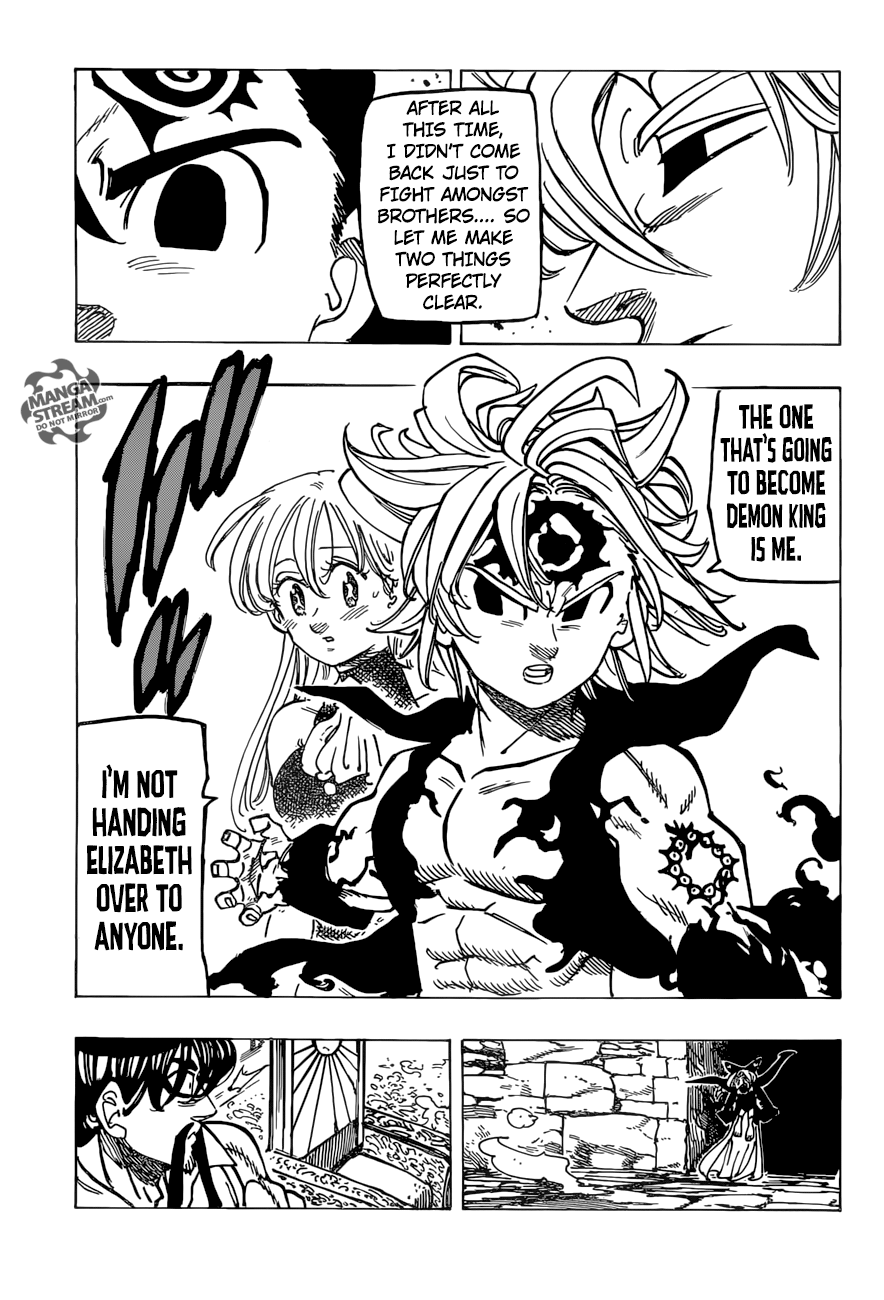 AFTER ALL
THIS TIME,
I DIDN'T COME
BACK JUST TO
FIGHT AMONGST
BROTHERS.... SO
LET ME MAKE
TWO THINGS
PERFECTLY
CLEAR.
MANGA
STREAM.com
DO NOT MIRROR
THE ONE
THAT'S GOING
TO BECOME
DEMON KING
IS ME.
I'M NOT
HANDING
ELIZABETH
OVER TO
ANYONE.